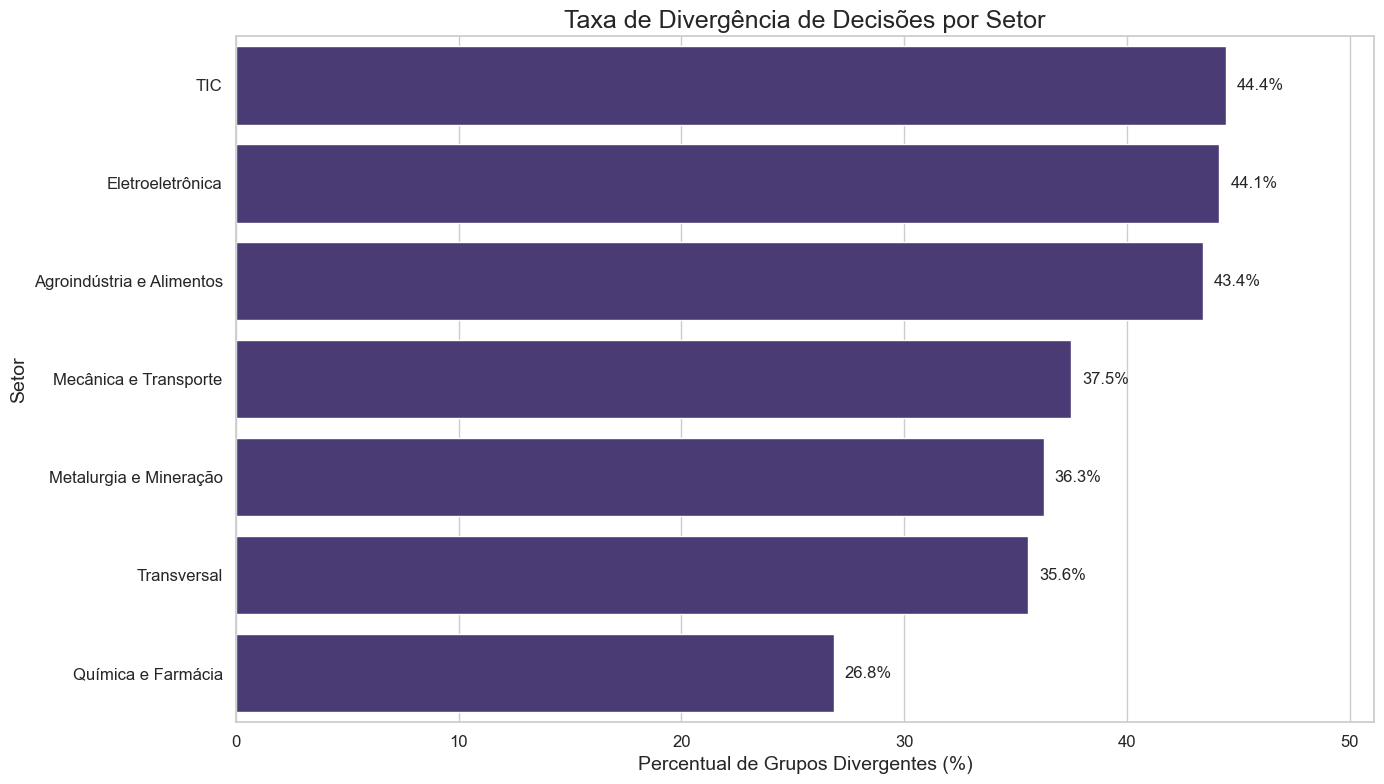 Taxa de Divergência de Decisões por Setor
Setor
TIC
44.4%
Eletroeletrônica
44.1%
Agroindústria e Alimentos
43.4%
Mecânica e Transporte
37.5%
Metalurgia e Mineração
36.3%
Transversal
35.6%
Química e Farmácia
26.8%
0 10 20 30 40 50
Percentual de Grupos Divergentes (%)